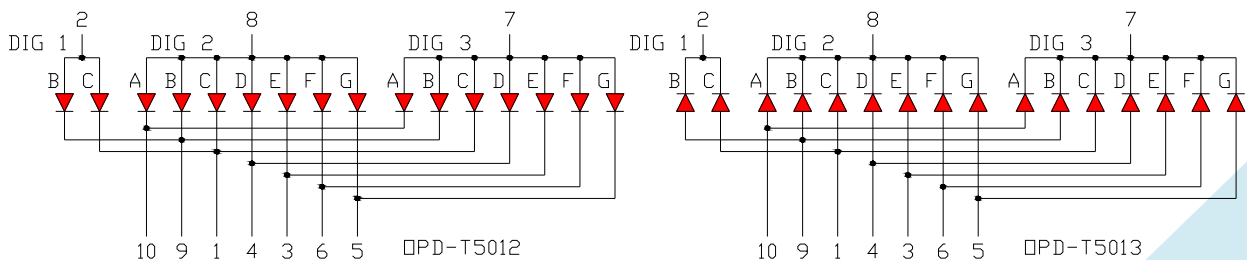 2 8 7 2 8 7
DIG 1 DIG 2 DIG 3 DIG 1 DIG 2 DIG 3
B C A B C D E F G A B C D E F G B C A B C D E F G A B C D E F G
10 9 1 4 3 6 5 OPD-T5012 10 9 1 4 3 6 5 OPD-T5013